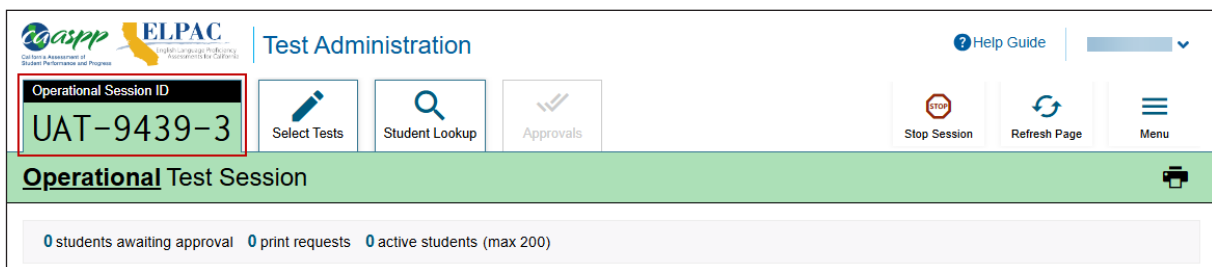 caaspp
California Assessment of
Student Performance and Progress
ELPAC
English Language Proficiency
Assessments for California
Test Administration
Help Guide
Operational Session ID
UAT-9439-3
Select Tests
Student Lookup
Approvals
STOP
Stop Session
Refresh Page
Menu
Operational Test Session
0 students awaiting approval 0 print requests 0 active students (max 200)